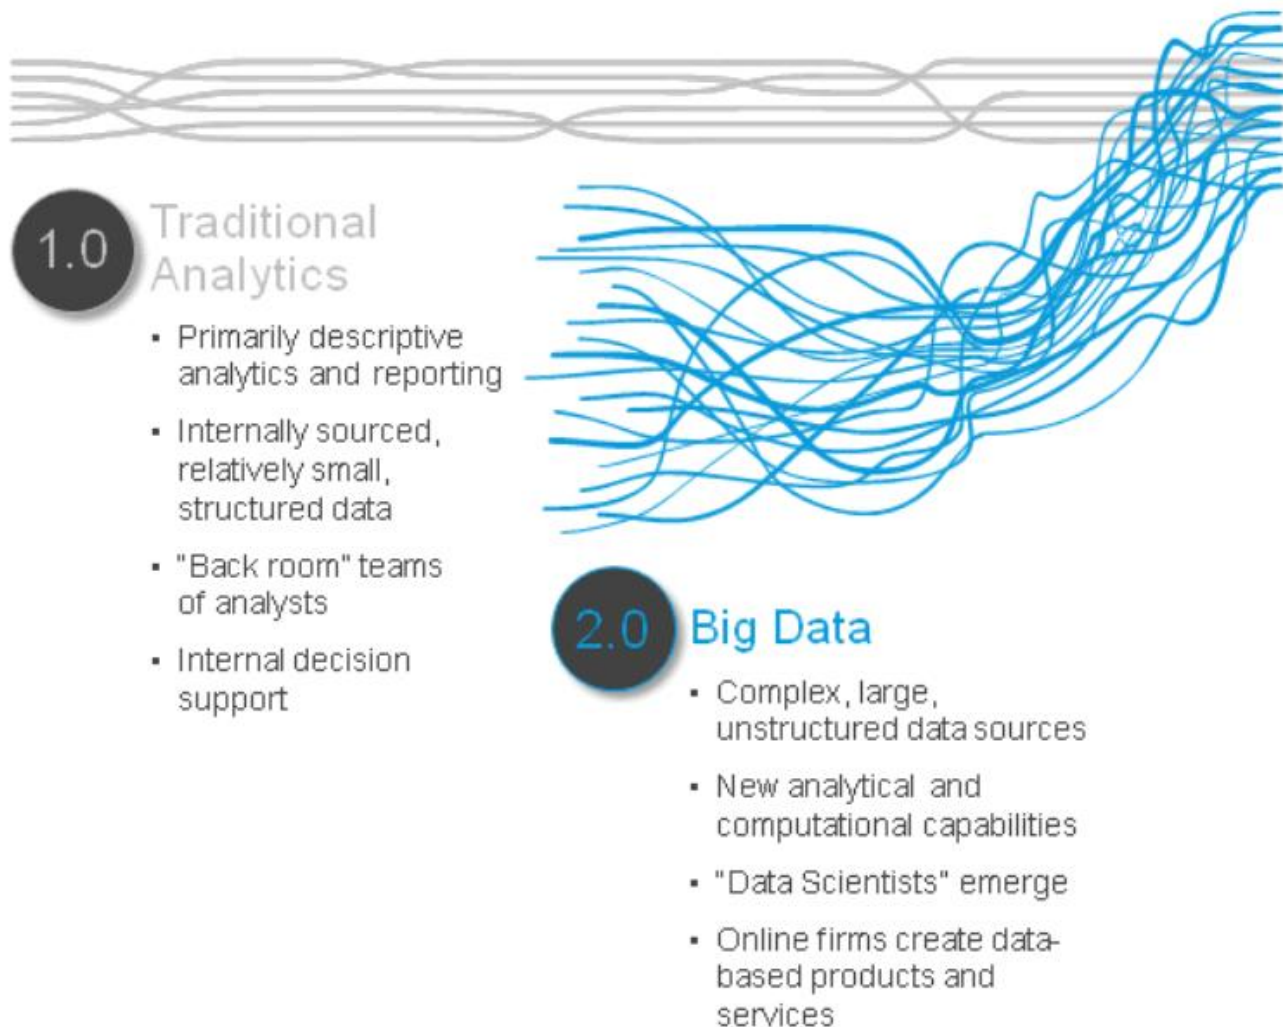 1.0
Traditional
Analytics
▪ Primarily descriptive
analytics and reporting
▪ Internally sourced,
relatively small,
structured data
▪ "Back room" teams
of analysts
▪ Internal decision
support
2.0
Big Data
▪ Complex, large,
unstructured data sources
▪ New analytical and
computational capabilities
▪ "Data Scientists" emerge
▪ Online firms create data-
based products and
services